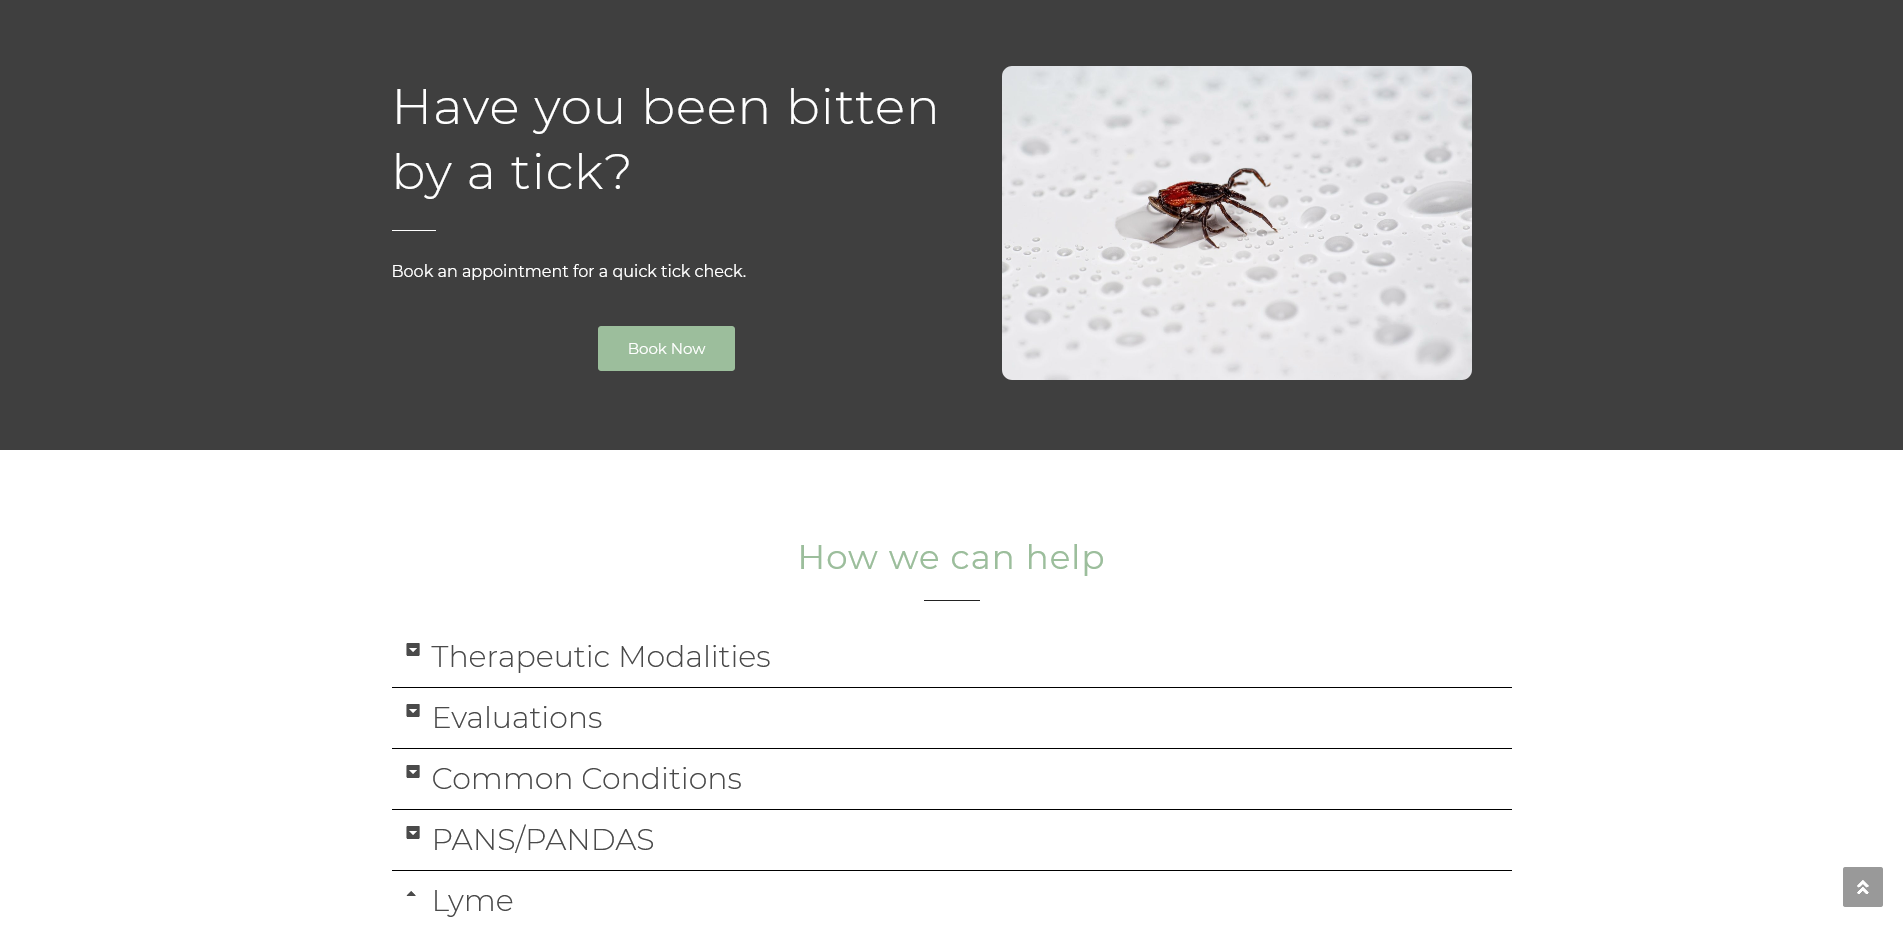 Have you been bitten
by a tick?
Book an appointment for a quick tick check.
Book Now
How we can help
Therapeutic Modalities
Evaluations
Common Conditions
PANS/PANDAS
Lyme